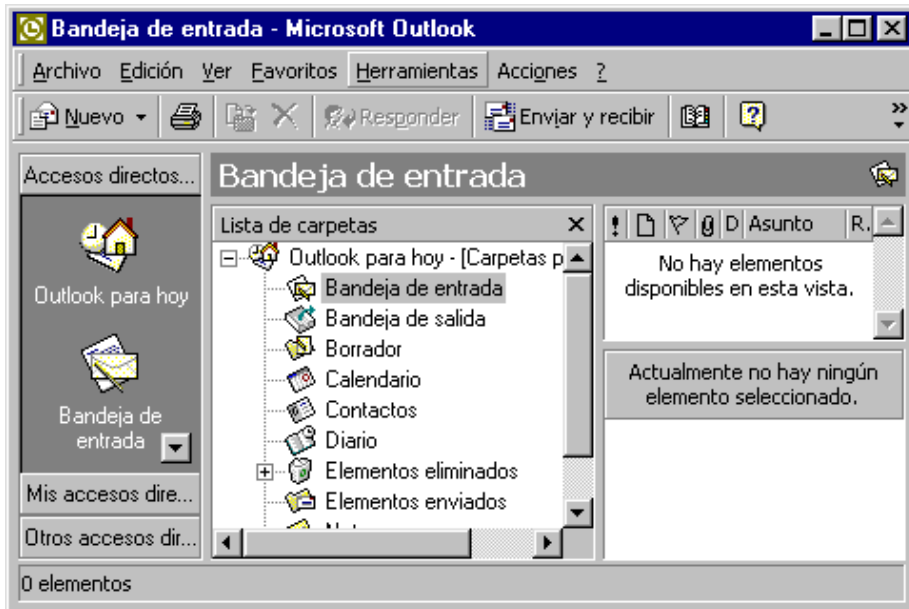 Bandeja de entrada - Microsoft Outlook
Archivo Edición Ver Favoritos Herramientas Acciones ?
Nuevo Responder Enviar y recibir
Accesos directos...
Outlook para hoy
Bandeja de entrada
Mis accesos dire...
Otros accesos dir...
Bandeja de entrada
Lista de carpetas
Outlook para hoy - [Carpetas p
Bandeja de entrada
Bandeja de salida
Borrador
Calendario
Contactos
Diario
Elementos eliminados
Elementos enviados
! D Asunto R.
No hay elementos
disponibles en esta vista.
Actualmente no hay ningún
elemento seleccionado.
0 elementos